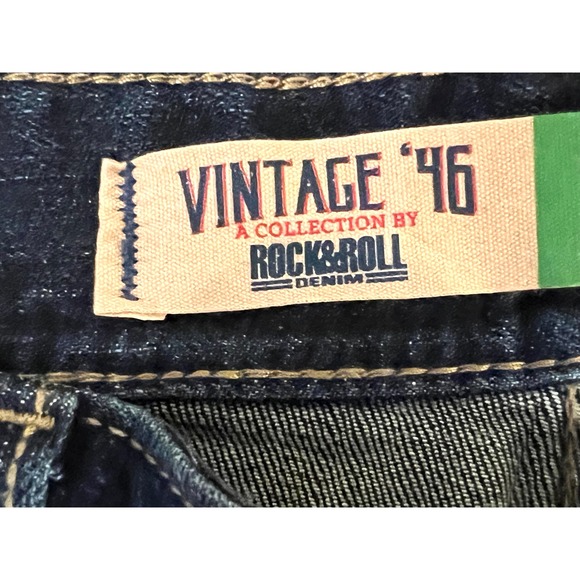 VINTAGE '46
A COLLECTION BY
ROCK&ROLL
DENIM